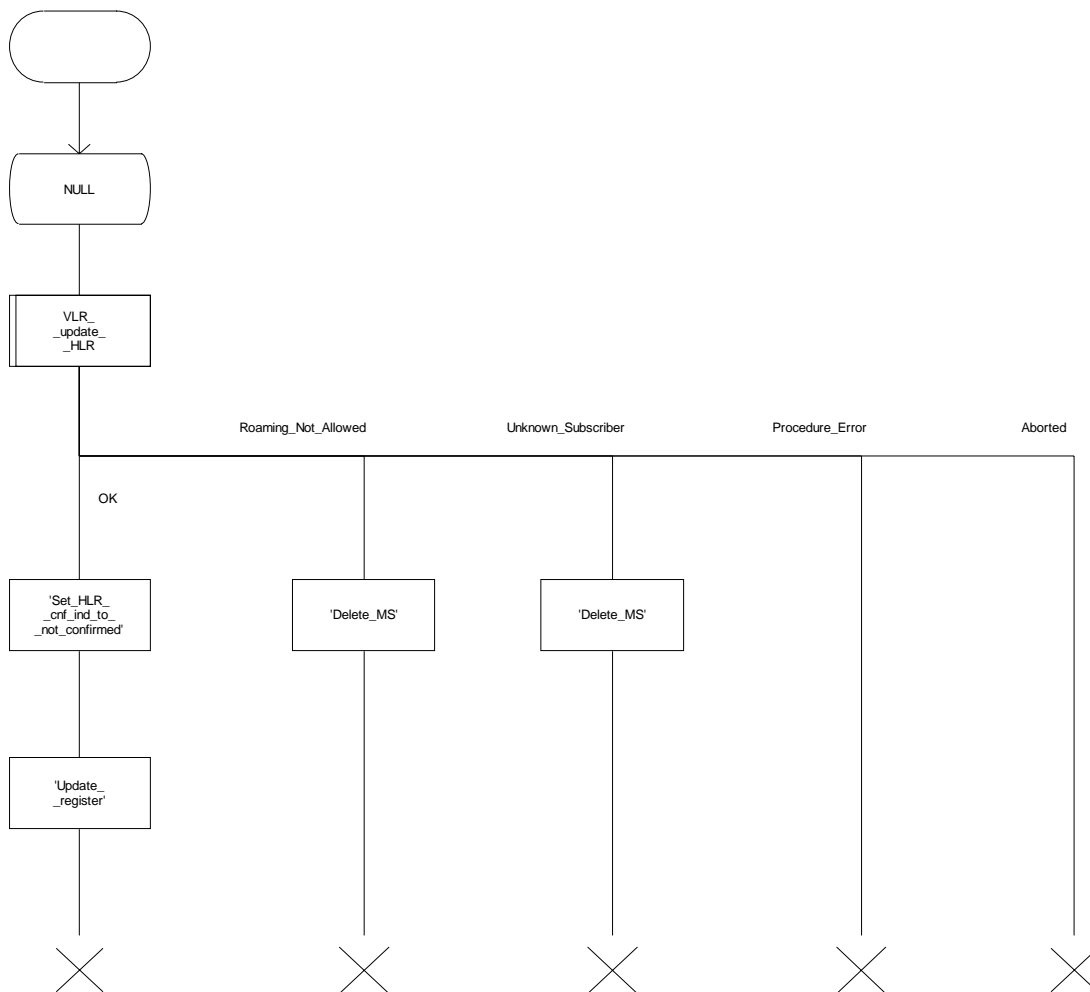 NULL
VLR_
_update_
_HLR
Roaming_Not_Allowed
Unknown_Subscriber
Procedure_Error
Aborted
OK
'Set_HLR_
_cnf_ind_to_
_not_confirmed'
'Delete_MS'
'Delete_MS'
'Update_
_register'